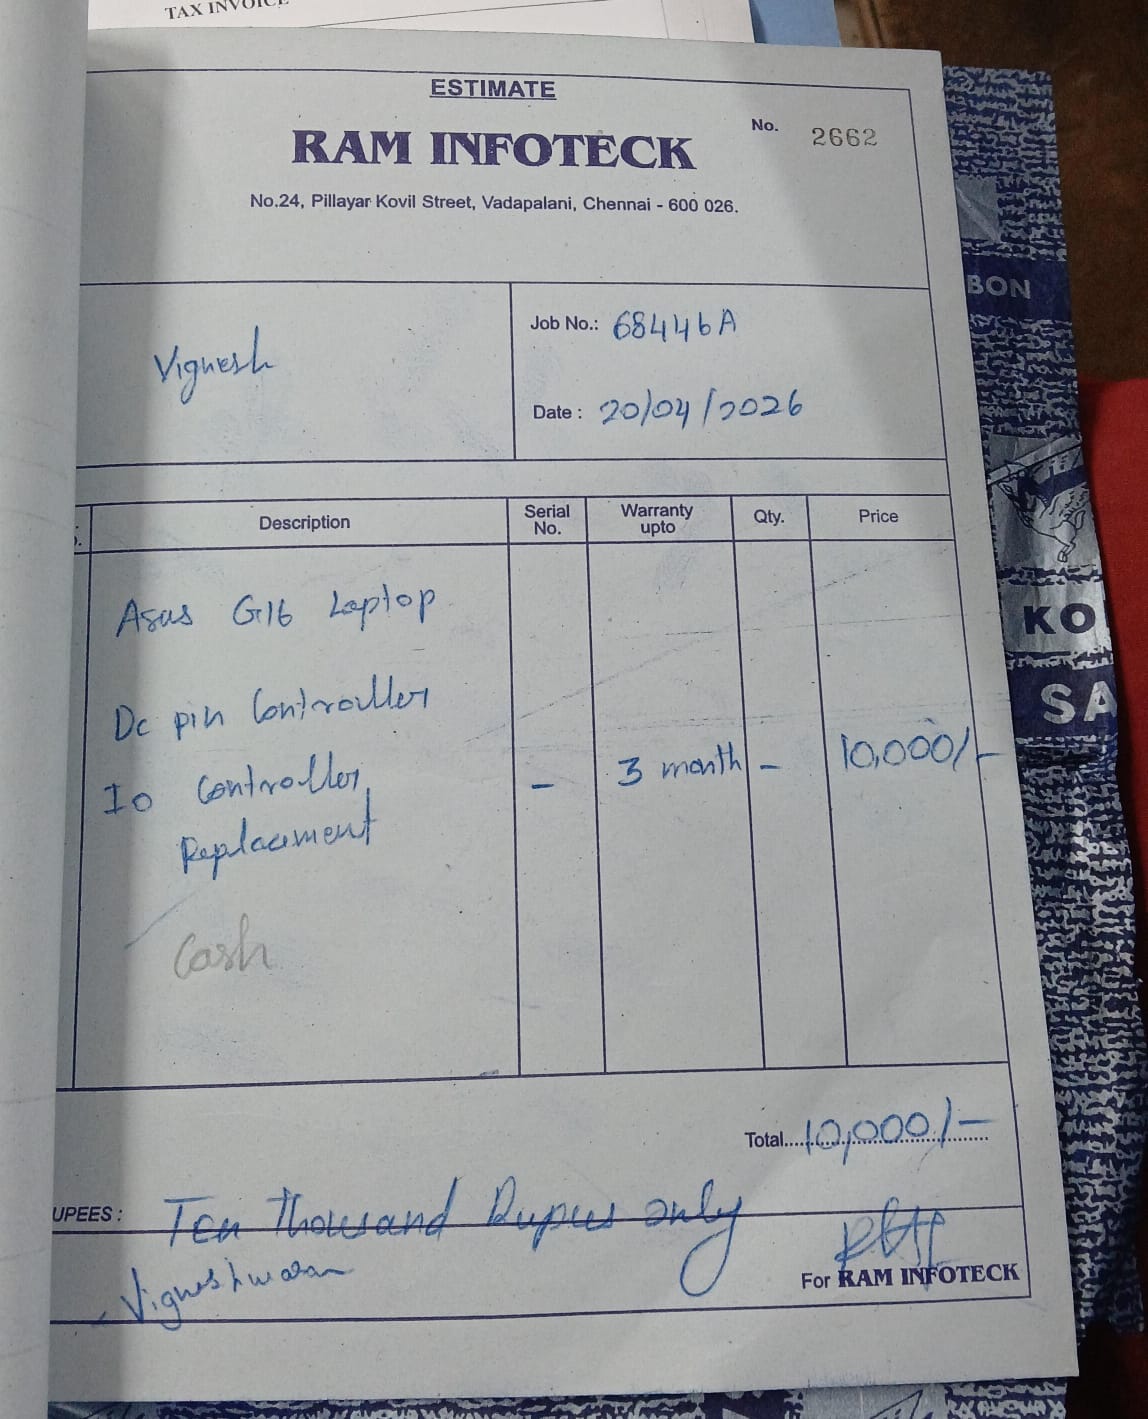 TAX INVOICE
ESTIMATE
No. 2662
RAM INFOTECK
No.24, Pillayar Kovil Street, Vadapalani, Chennai - 600 026.
BON
Vignesh
Job No.: 68446A
Date : 20/04/2026
Description Serial No. Warranty upto Qty. Price
Asus G16 Laptop
KO
Dc pin Controuller
SA
Io Controller - 3 month - 10,000/-
Replacement
Cash
Total....10,000/-
UPEES : Ten Thousand Rupees only
Vigneshwaran
For RAM INFOTECK